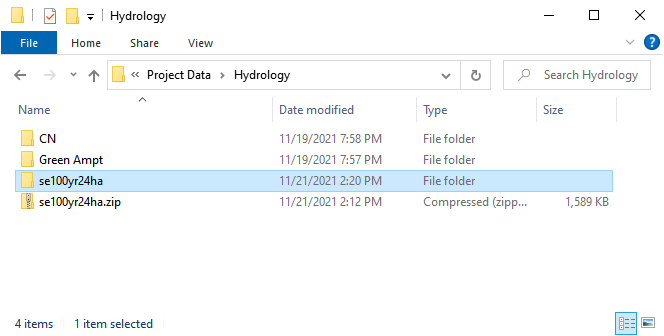 Hydrology
File Home Share View
Project Data Hydrology Search Hydrology
Name Date modified Type Size
CN 11/19/2021 7:58 PM File folder
Green Ampt 11/19/2021 7:57 PM File folder
se100yr24ha 11/21/2021 2:20 PM File folder
se100yr24ha.zip 11/21/2021 2:12 PM Compressed (zipp... 1,589 KB
4 items 1 item selected